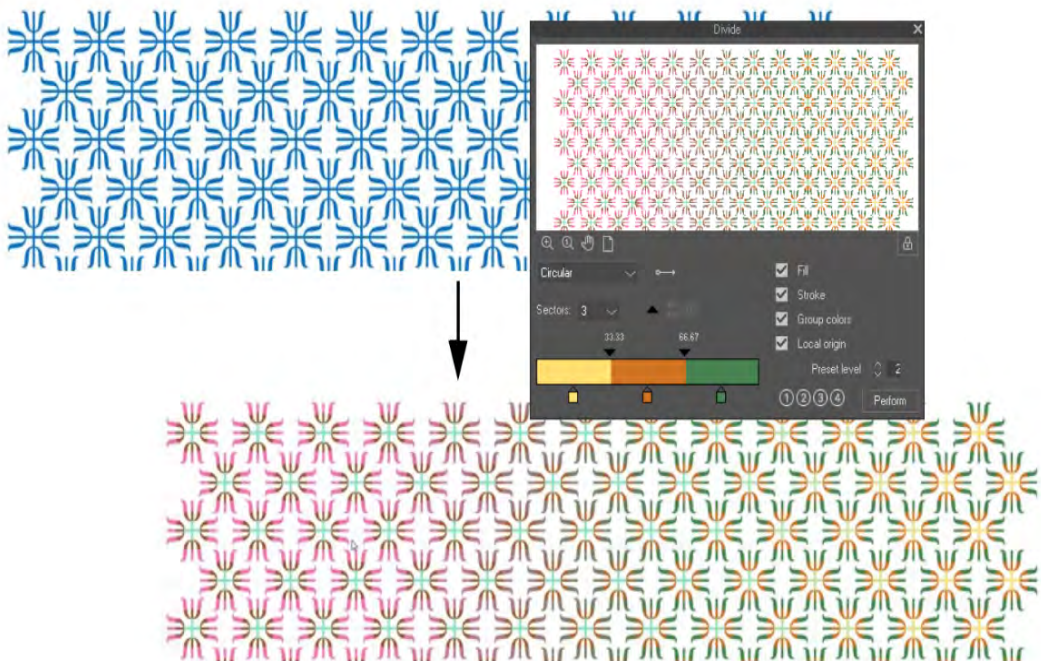 Divide
Circular
Sectors: 3
33.33 66.67
Fill
Stroke
Group colors
Local origin
Preset level 2
1 2 3 4
Perform